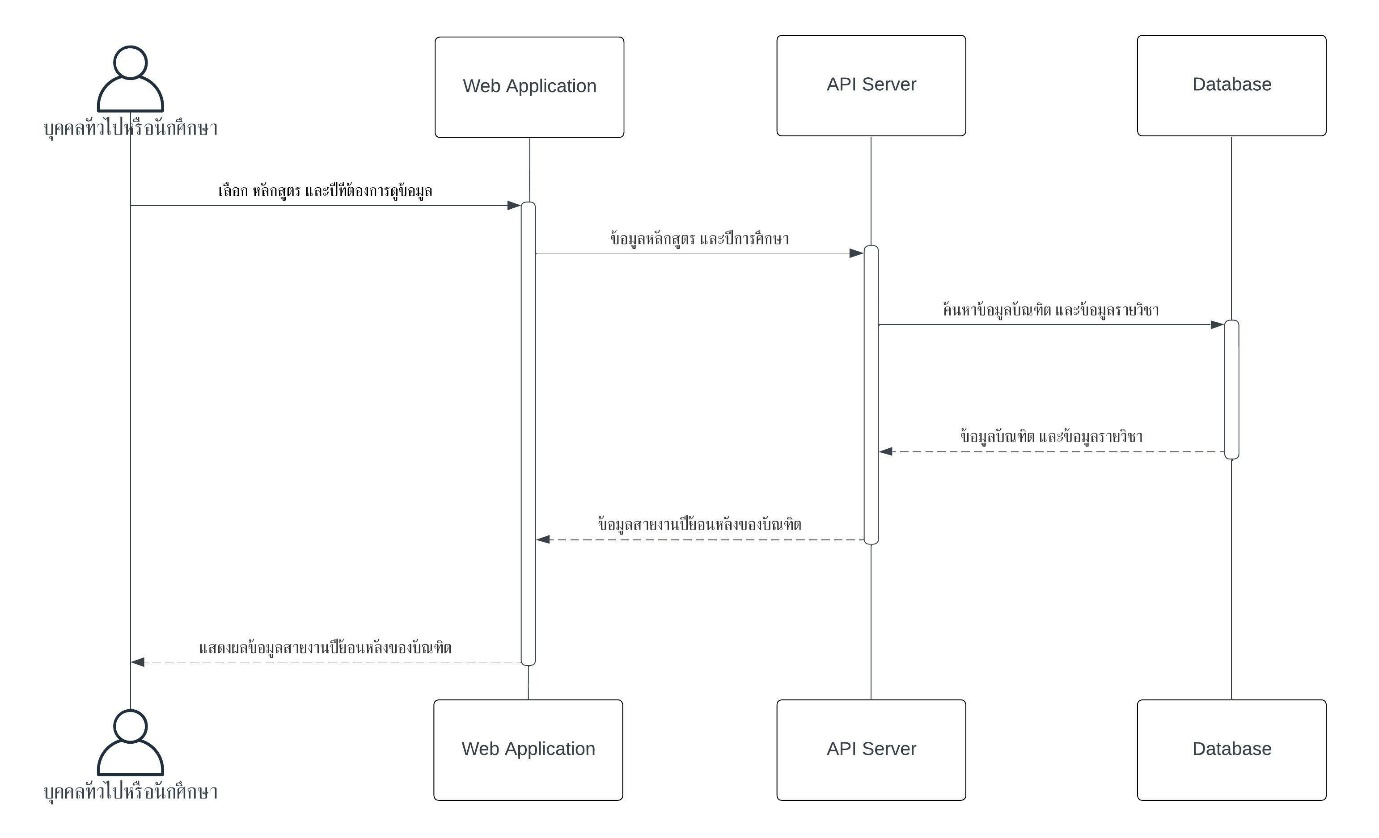 Web Application
API Server
Database
บุคคลทั่วไปหรือนักศึกษา
เลือก หลักสูตร และปีที่ต้องการดูข้อมูล
ข้อมูลหลักสูตร และปีการศึกษา
ค้นหาข้อมูลบัณฑิต และข้อมูลรายวิชา
ข้อมูลบัณฑิต และข้อมูลรายวิชา
ข้อมูลสายงานปีย้อนหลังของบัณฑิต
แสดงผลข้อมูลสายงานปีย้อนหลังของบัณฑิต
Web Application
API Server
Database
บุคคลทั่วไปหรือนักศึกษา